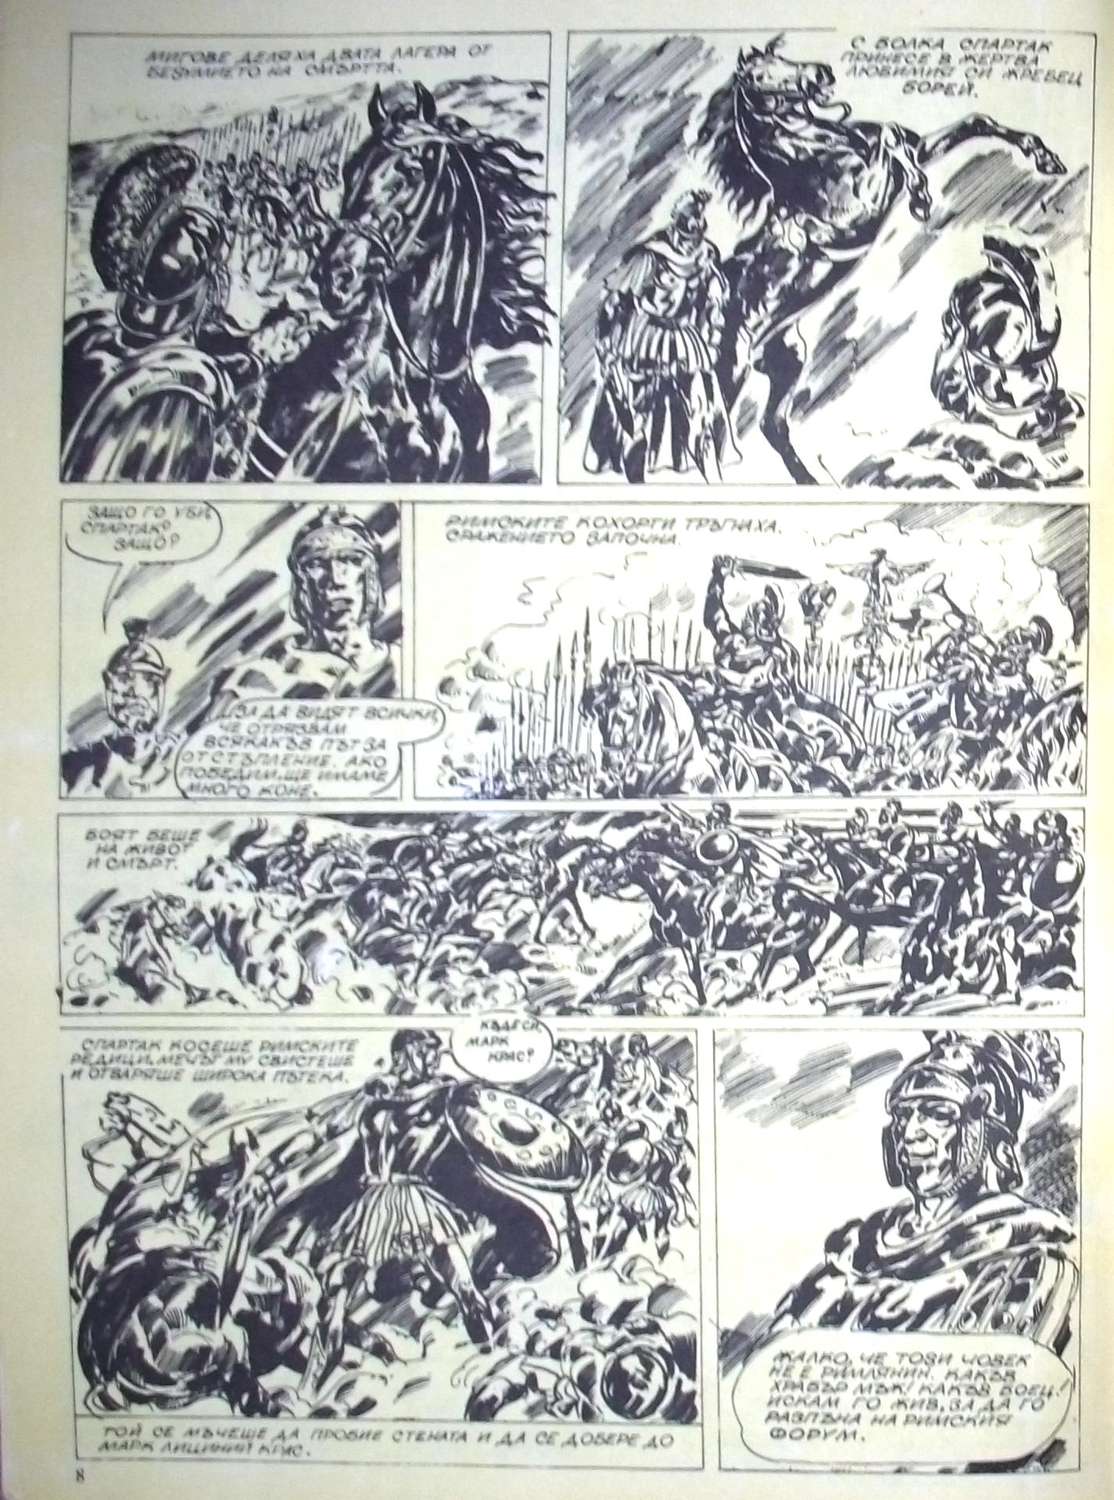 МИГОВЕ ДЕЛЯХА ДВАТА ЛАГЕРА ОТ
БЕЗУМИЕТО НА СМЪРТТА.
С БОЛКА СПАРТАК
ПРИНЕСЕ В ЖЕРТВА
ЛЮБИМИЯ СИ ЖРЕБЕЦ
БОРЕЙ.
ЗАЩО ГО УБИ,
СПАРТАК?
ЗАЩО?
ДА ВИДЯТ ВСИЧКИ,
ЧЕ ОТРЯЗВАМ
ВСЯКАКЪВ ПЪТ ЗА
ОТСТЪПЛЕНИЕ. АКО
ПОБЕДИМ, ЩЕ ИМАМЕ
МНОГО КОНЕ.
РИМСКИТЕ КОХОРТИ ТРЪГНАХА.
СРАЖЕНИЕТО ЗАПОЧНА.
БОЯТ БЕШЕ
НА ЖИВОТ
И СМЪРТ.
СПАРТАК КОСЕШЕ РИМСКИТЕ
РЕДИЦИ, МЕЧЪТ МУ СВИСТЕШЕ
И ОТВАРЯШЕ ШИРОКА ПЪТЕКА.
КЪДЕ СИ,
МАРК
КРАС?
ТОЙ СЕ МЪЧЕШЕ ДА ПРОБИЕ СТЕНАТА И ДА СЕ ДОБЕРЕ ДО
МАРК ЛИЦИНИЙ КРАС.
ЖАЛКО, ЧЕ ТОЗИ ЧОВЕК
НЕ Е РИМЛЯНИН. КАКЪВ
ХРАБЪР МЪЖ! КАКЪВ БОЕЦ!
ИСКАМ ГО ЖИВ, ЗА ДА ГО
РАЗПЪНА НА РИМСКИЯ
ФОРУМ.
8